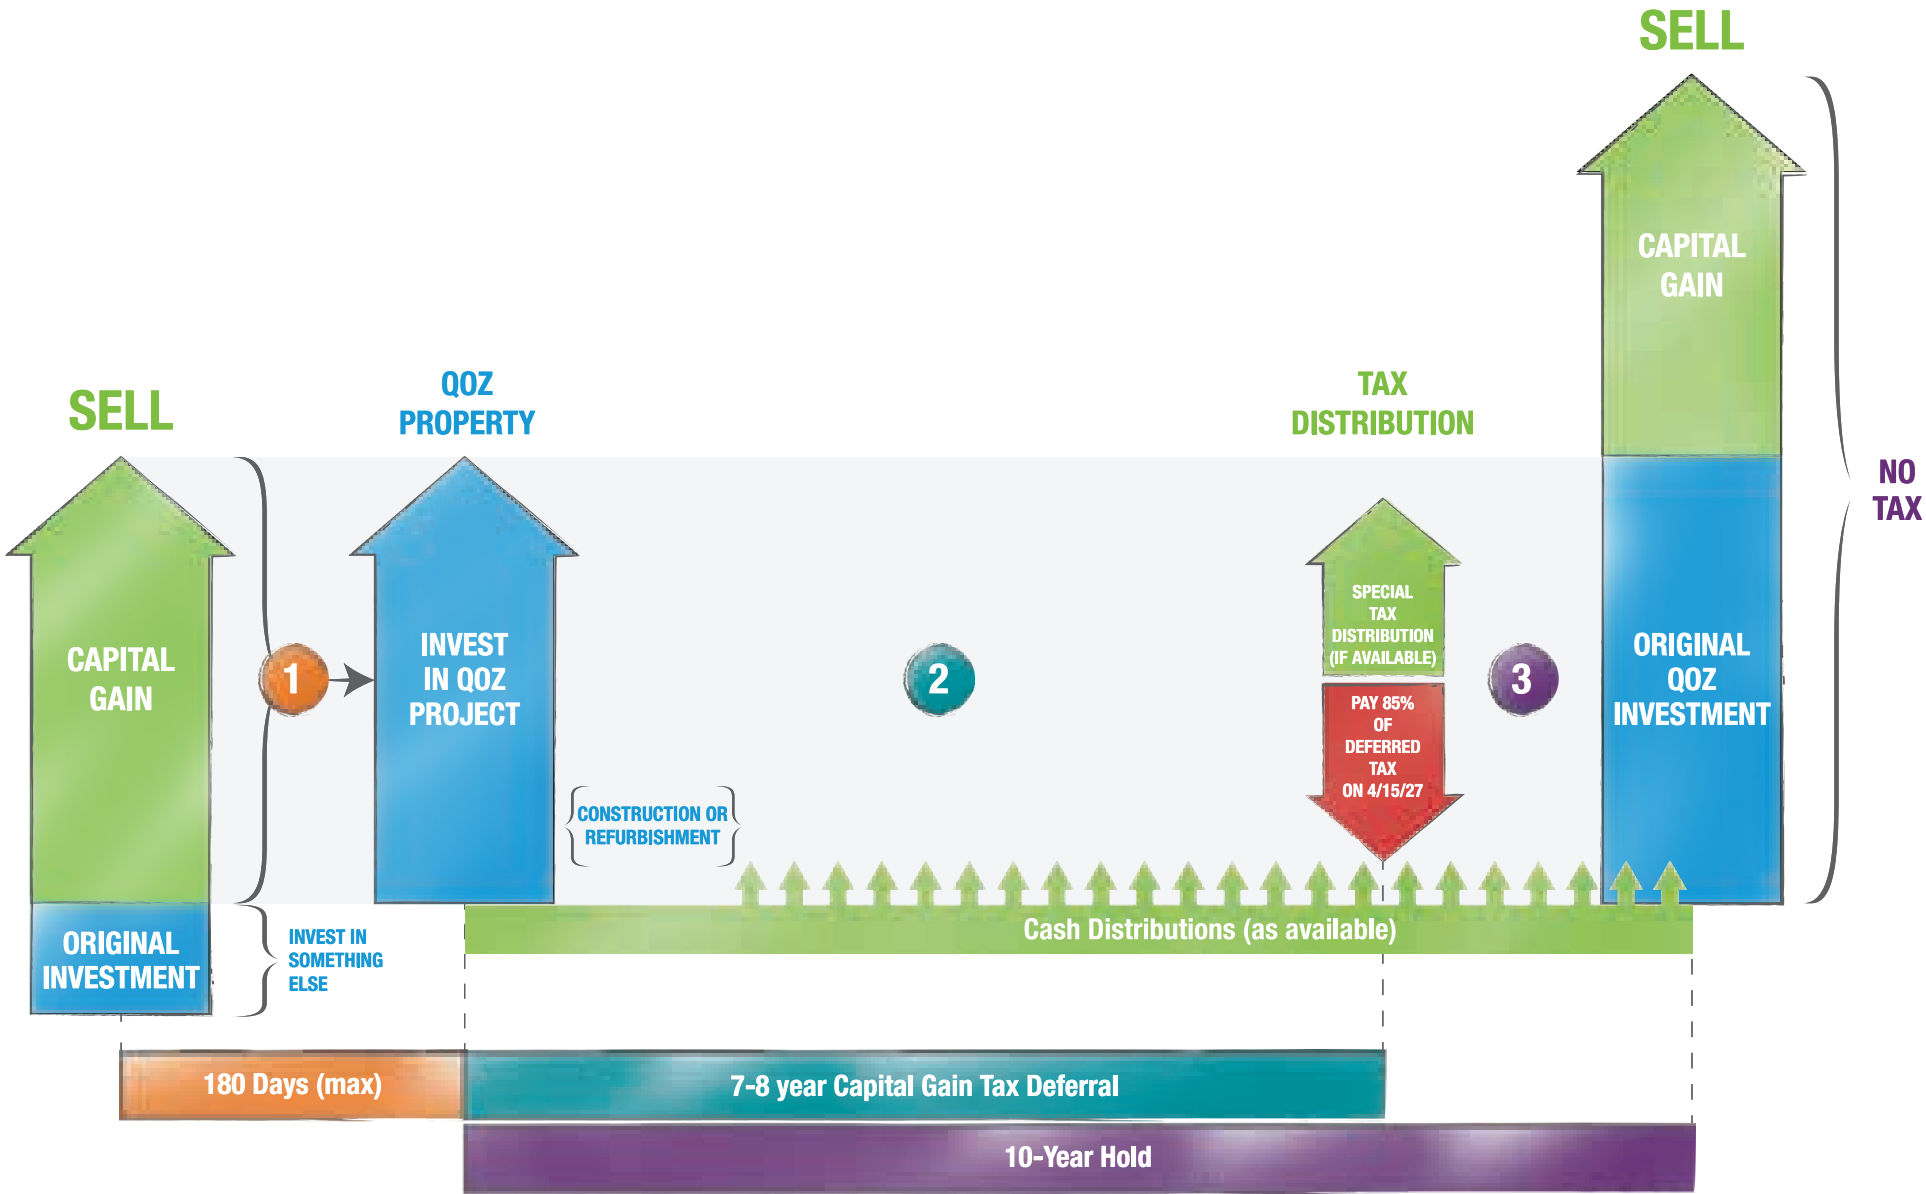 SELL
CAPITAL
GAIN
ORIGINAL
INVESTMENT
1
INVEST IN
SOMETHING
ELSE
QOZ
PROPERTY
INVEST
IN QOZ
PROJECT
CONSTRUCTION OR
REFURBISHMENT
2
TAX
DISTRIBUTION
SPECIAL
TAX
DISTRIBUTION
(IF AVAILABLE)
PAY 85%
OF
DEFERRED
TAX
ON 4/15/27
3
SELL
CAPITAL
GAIN
ORIGINAL
QOZ
INVESTMENT
NO
TAX
Cash Distributions (as available)
180 Days (max)
7-8 year Capital Gain Tax Deferral
10-Year Hold